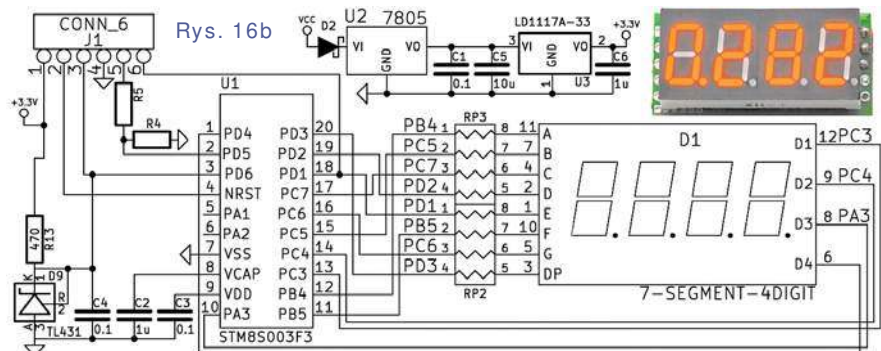 CONN_6
J1
1 2 3 4 5 6
Rys. 16b
VCC
D2
U2 7805
VI VO
GND
C1
0.1
C5
10u
LD1117A-33
3 VI VO 2
GND
1 U3
+3.3V
C6
1u
0.282
+3.3V
R5
R4
470
R13
K
1
D9
R
2
A
3
TL431
C4
0.1
C2
1u
C3
0.1
U1
1 PD4
2 PD5
3 PD6
4 NRST
5 PA1
6 PA2
7 VSS
8 VCAP
9 VDD
10 PA3
PD3 20
PD2 19
PD1 18
PC7 17
PC6 16
PC5 15
PC4 14
PC3 13
PB4 12
PB5 11
STM8S003F3
RP3
PB4 1 8 11 A
PC5 2 7 7 B
PC7 3 6 4 C
PD2 4 5 2 D
PD1 1 8 1 E
PB5 2 7 10 F
PC6 3 6 5 G
PD3 4 5 3 DP
RP2
D1
D1 12 PC3
D2 9 PC4
D3 8 PA3
D4 6
7-SEGMENT-4DIGIT